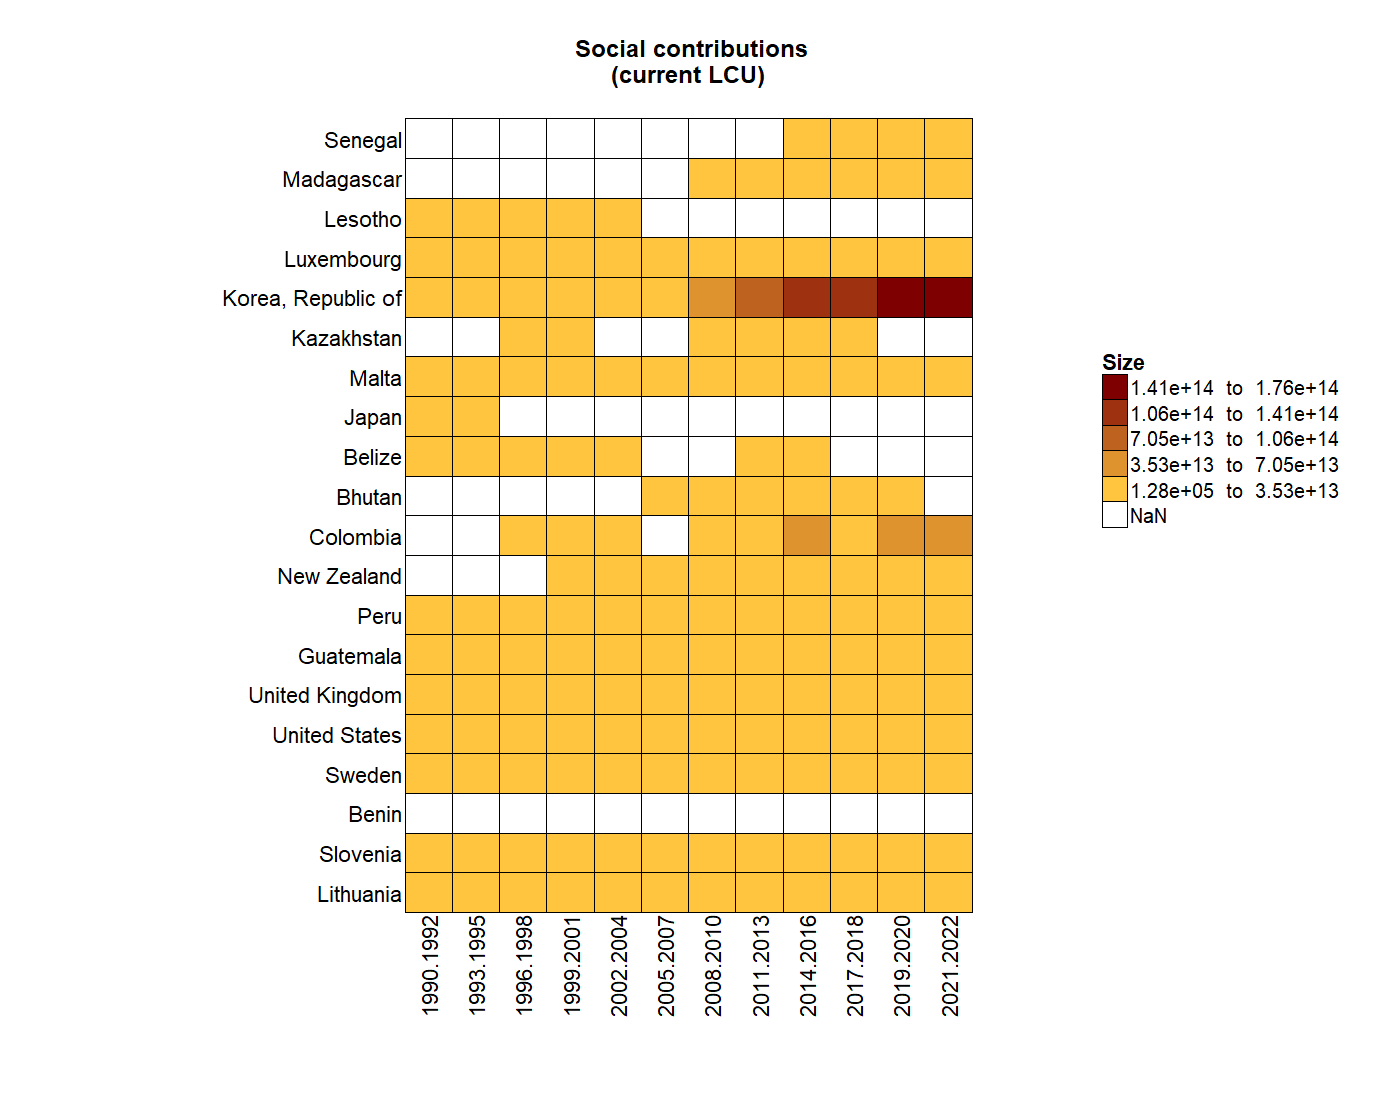 Social contributions
(current LCU)
Senegal
Madagascar
Lesotho
Luxembourg
Korea, Republic of
Kazakhstan
Malta
Japan
Belize
Bhutan
Colombia
New Zealand
Peru
Guatemala
United Kingdom
United States
Sweden
Benin
Slovenia
Lithuania
1990.1992
1993.1995
1996.1998
1999.2001
2002.2004
2005.2007
2008.2010
2011.2013
2014.2016
2017.2018
2019.2020
2021.2022
Size
1.41e+14 to 1.76e+14
1.06e+14 to 1.41e+14
7.05e+13 to 1.06e+14
3.53e+13 to 7.05e+13
1.28e+05 to 3.53e+13
NaN